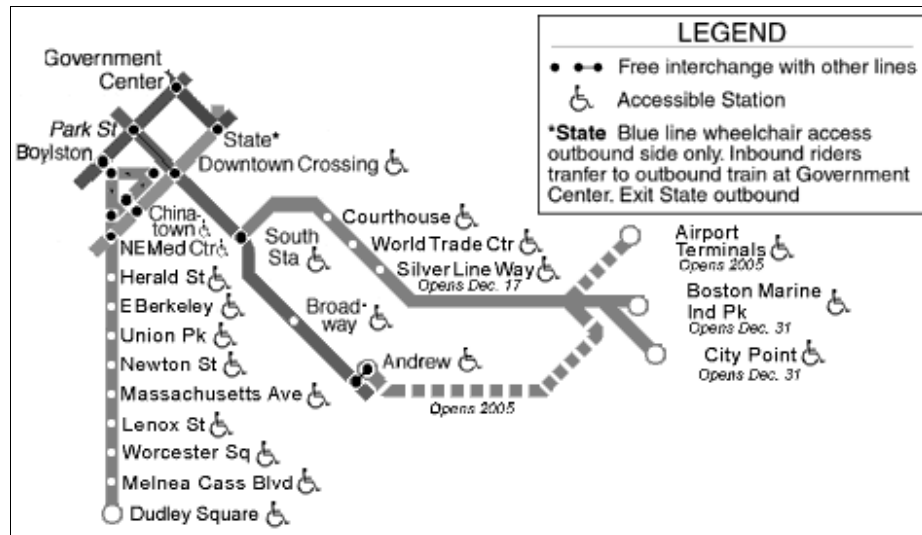 Government
Center
Park St
Boylston
State*
Downtown Crossing
China-
town
NEMed Ctr
Herald St
E Berkeley
Union Pk
Newton St
Massachusetts Ave
Lenox St
Worcester Sq
Melnea Cass Blvd
Dudley Square
South
Sta
Broad-
way
Andrew
Opens 2005
Courthouse
World Trade Ctr
Silver Line Way
Opens Dec. 17
Airport
Terminals
Opens 2005
Boston Marine
Ind Pk
Opens Dec. 31
City Point
Opens Dec. 31
LEGEND
Free interchange with other lines
Accessible Station
*State Blue line wheelchair access
outbound side only. Inbound riders
tranfer to outbound train at Government
Center. Exit State outbound